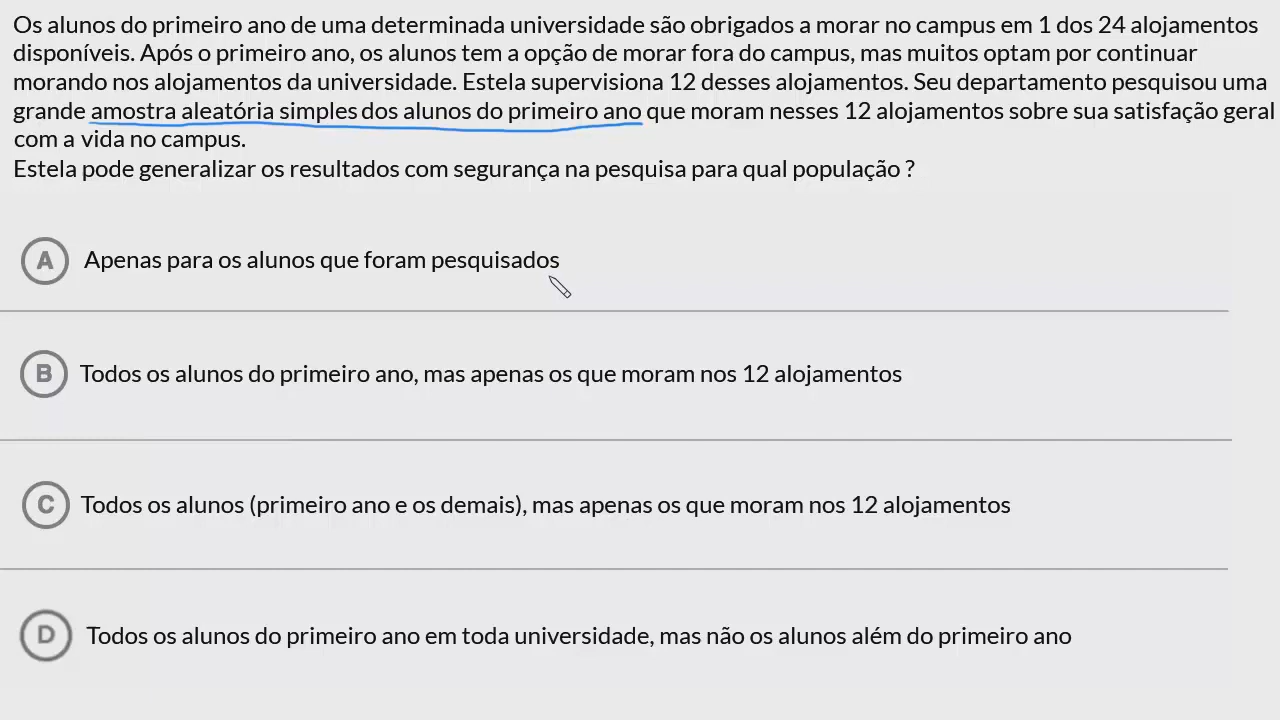 Os alunos do primeiro ano de uma determinada universidade são obrigados a morar no campus em 1 dos 24 alojamentos
disponíveis. Após o primeiro ano, os alunos tem a opção de morar fora do campus, mas muitos optam por continuar
morando nos alojamentos da universidade. Estela supervisiona 12 desses alojamentos. Seu departamento pesquisou uma
grande amostra aleatória simples dos alunos do primeiro ano que moram nesses 12 alojamentos sobre sua satisfação geral
com a vida no campus.
Estela pode generalizar os resultados com segurança na pesquisa para qual população ?
A Apenas para os alunos que foram pesquisados
B Todos os alunos do primeiro ano, mas apenas os que moram nos 12 alojamentos
C Todos os alunos (primeiro ano e os demais), mas apenas os que moram nos 12 alojamentos
D Todos os alunos do primeiro ano em toda universidade, mas não os alunos além do primeiro ano